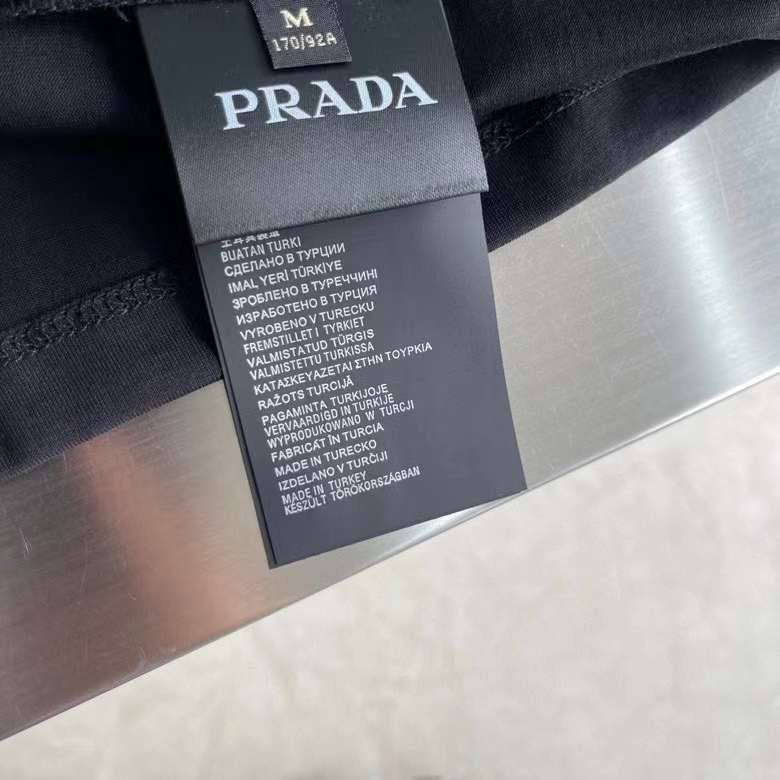 M
170/92A
PRADA
BUATAN TURKI
СДЕЛАНО В ТУРЦИИ
IMAL YERİ TÜRKİYE
ЗРОБЛЕНО В ТУРЕЧЧИНІ
ИЗРАБОТЕНО В ТУРЦИЯ
VYROBENO V TURECKU
FREMSTILLET I TYRKIET
VALMISTATUD TÜRGIS
VALMISTETTU TURKISSA
ΚΑΤΑΣΚΕΥΑΖΕΤΑΙ ΣΤΗΝ ΤΟΥΡΚΙΑ
RAŽOTS TURCIJĀ
PAGAMINTA TURKIJOJE
VERVAARDIGD IN TURKIJE
WYPRODUKOWANO W TURCJI
FABRICAT ÎN TURCIA
MADE IN TURECKO
IZDELANO V TURČIJI
MADE IN TURKEY
KÉSZÜLT TÖRÖKORSZÁGBAN